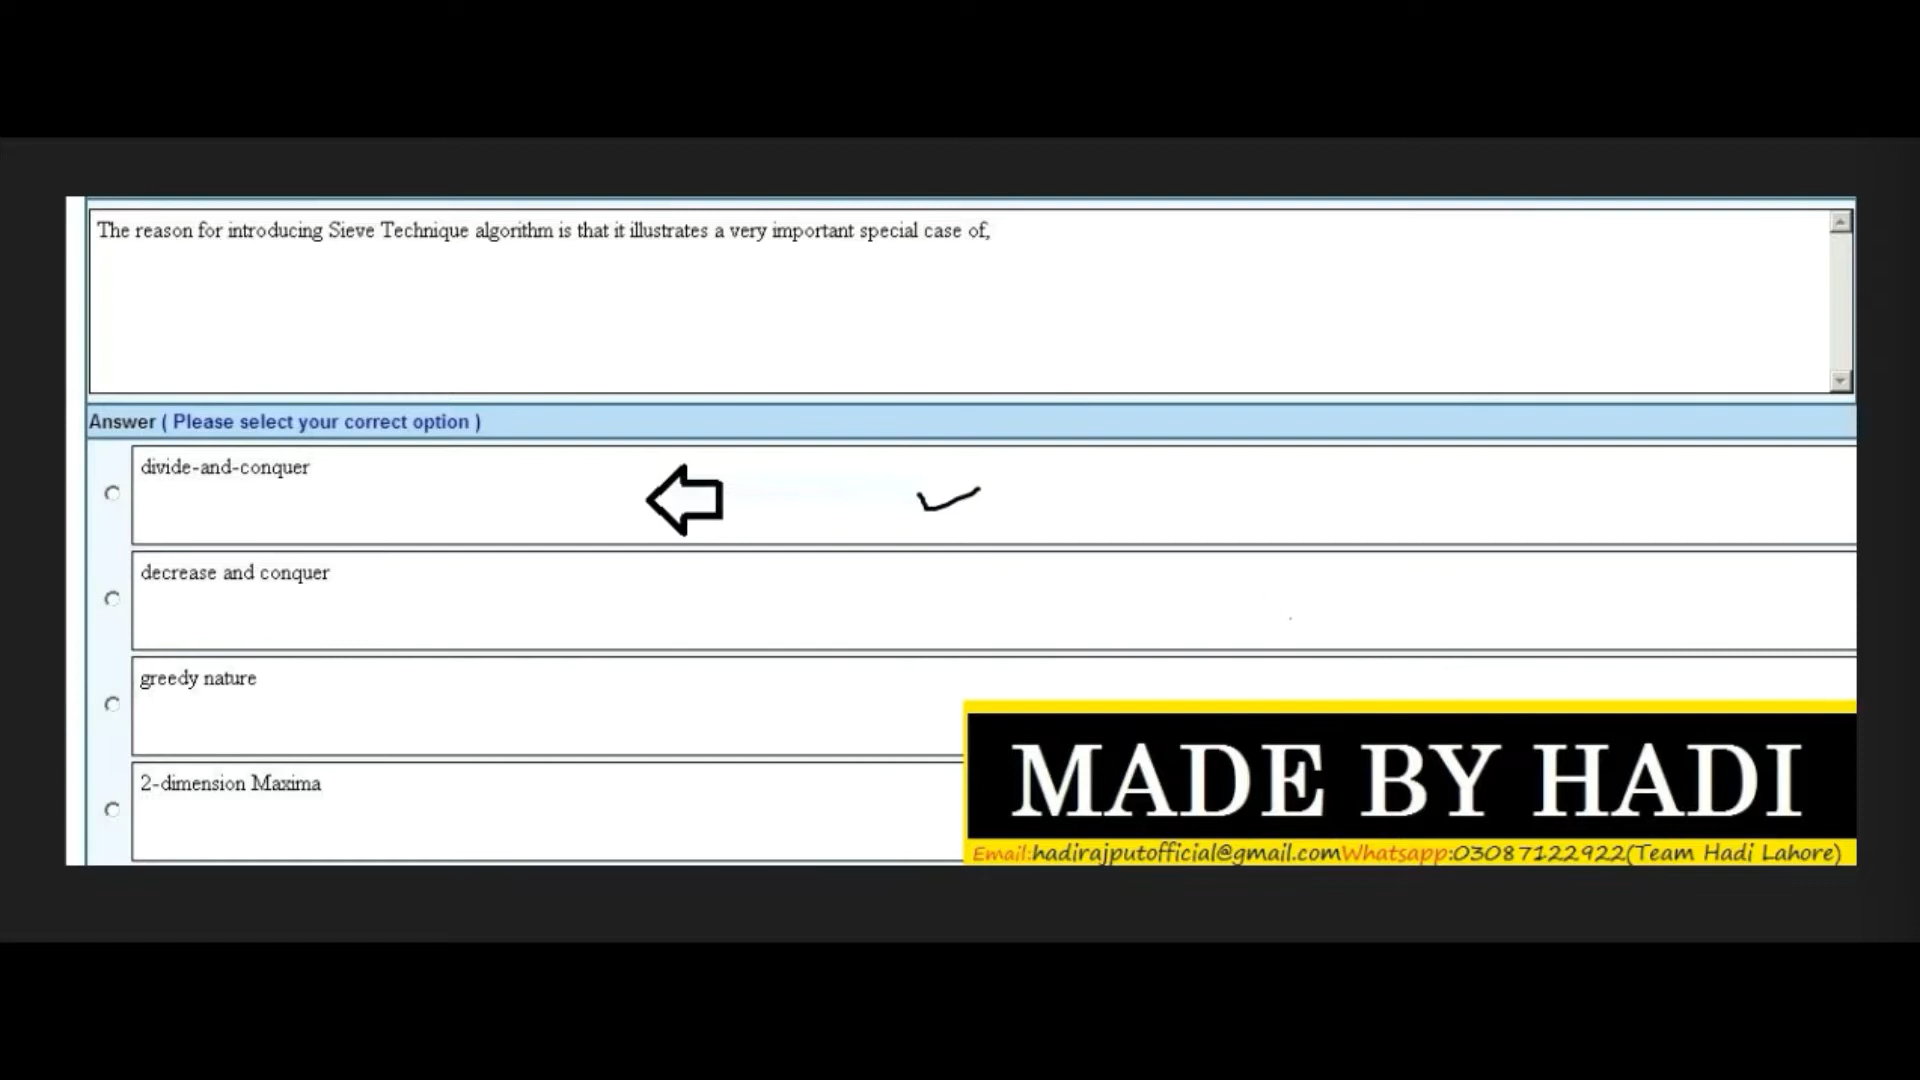 The reason for introducing Sieve Technique algorithm is that it illustrates a very important special case of,
Answer ( Please select your correct option )
divide-and-conquer
decrease and conquer
greedy nature
2-dimension Maxima
MADE BY HADI
Email:hadirajputofficial@gmail.comWhatsapp:03087122922(Team Hadi Lahore)